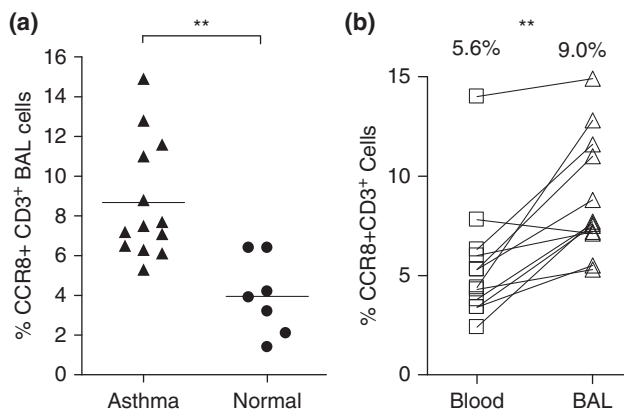 (a)
**
% CCR8+ CD3+ BAL cells
16
14
12
10
8
6
4
2
0
Asthma
Normal
(b)
**
5.6%
9.0%
% CCR8+CD3+ Cells
15
10
5
0
Blood
BAL